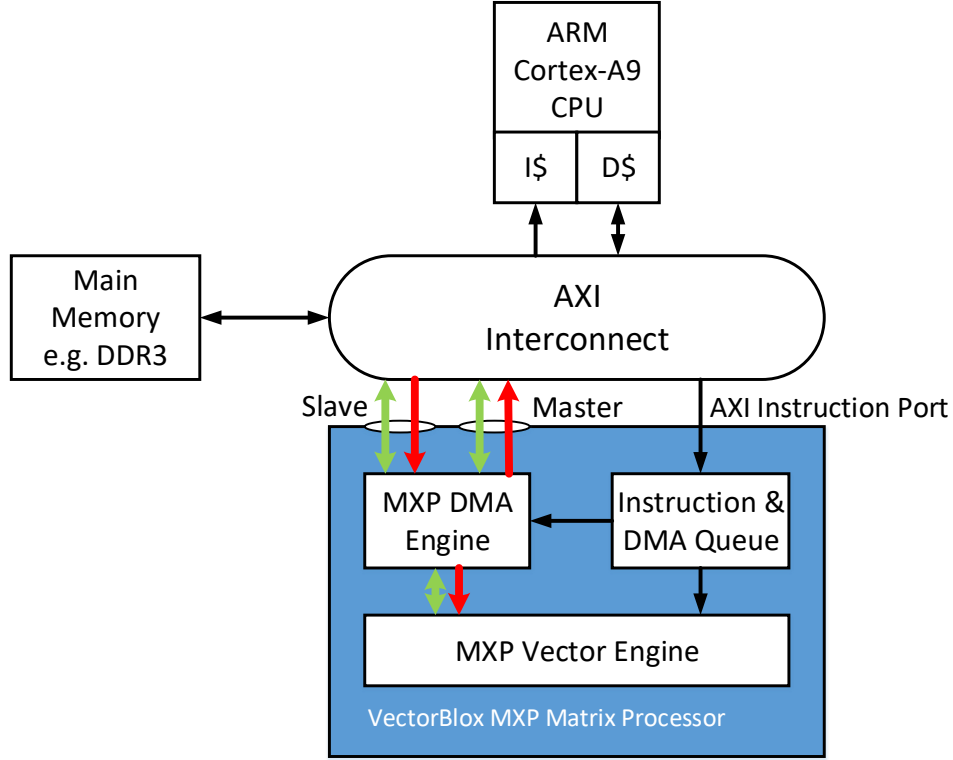 ARM
Cortex-A9
CPU
I$
D$
Main
Memory
e.g. DDR3
AXI
Interconnect
Slave
Master
AXI Instruction Port
MXP DMA
Engine
Instruction &
DMA Queue
MXP Vector Engine
VectorBlox MXP Matrix Processor